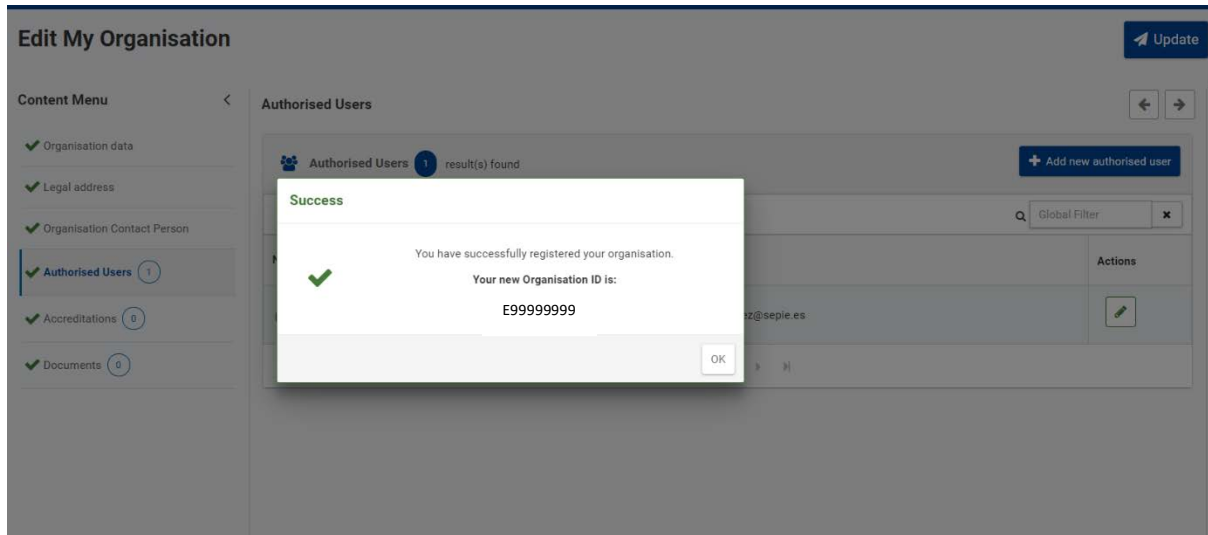 Edit My Organisation
Update
Content Menu
Organisation data
Legal address
Organisation Contact Person
Authorised Users 1
Accreditations 0
Documents 0
Authorised Users
Authorised Users 1 result(s) found
Add new authorised user
Global Filter
Actions
ez@sepie.es
Success
You have successfully registered your organisation.
Your new Organisation ID is:
E99999999
OK